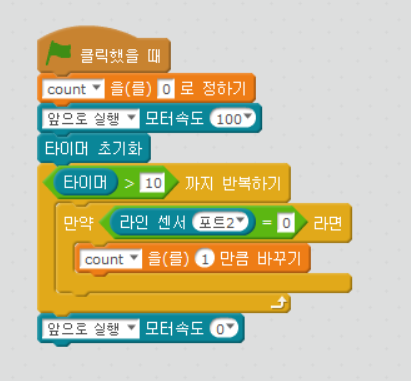 클릭했을 때
count 을(를) 0 로 정하기
앞으로 실행 모터속도 100
타이머 초기화
타이머 > 10 까지 반복하기
만약 라인 센서 포트2 = 0 라면
count 을(를) 1 만큼 바꾸기
앞으로 실행 모터속도 0